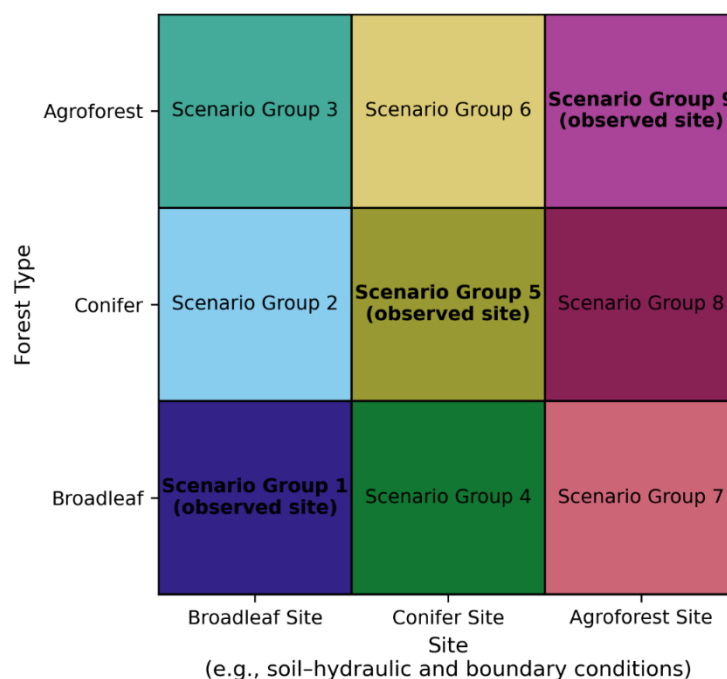 Agroforest
Scenario Group 3
Scenario Group 6
Scenario Group 9
(observed site)
Forest Type
Conifer
Scenario Group 2
Scenario Group 5
(observed site)
Scenario Group 8
Broadleaf
Scenario Group 1
(observed site)
Scenario Group 4
Scenario Group 7
Broadleaf Site
Conifer Site
Agroforest Site
Site
(e.g., soil–hydraulic and boundary conditions)